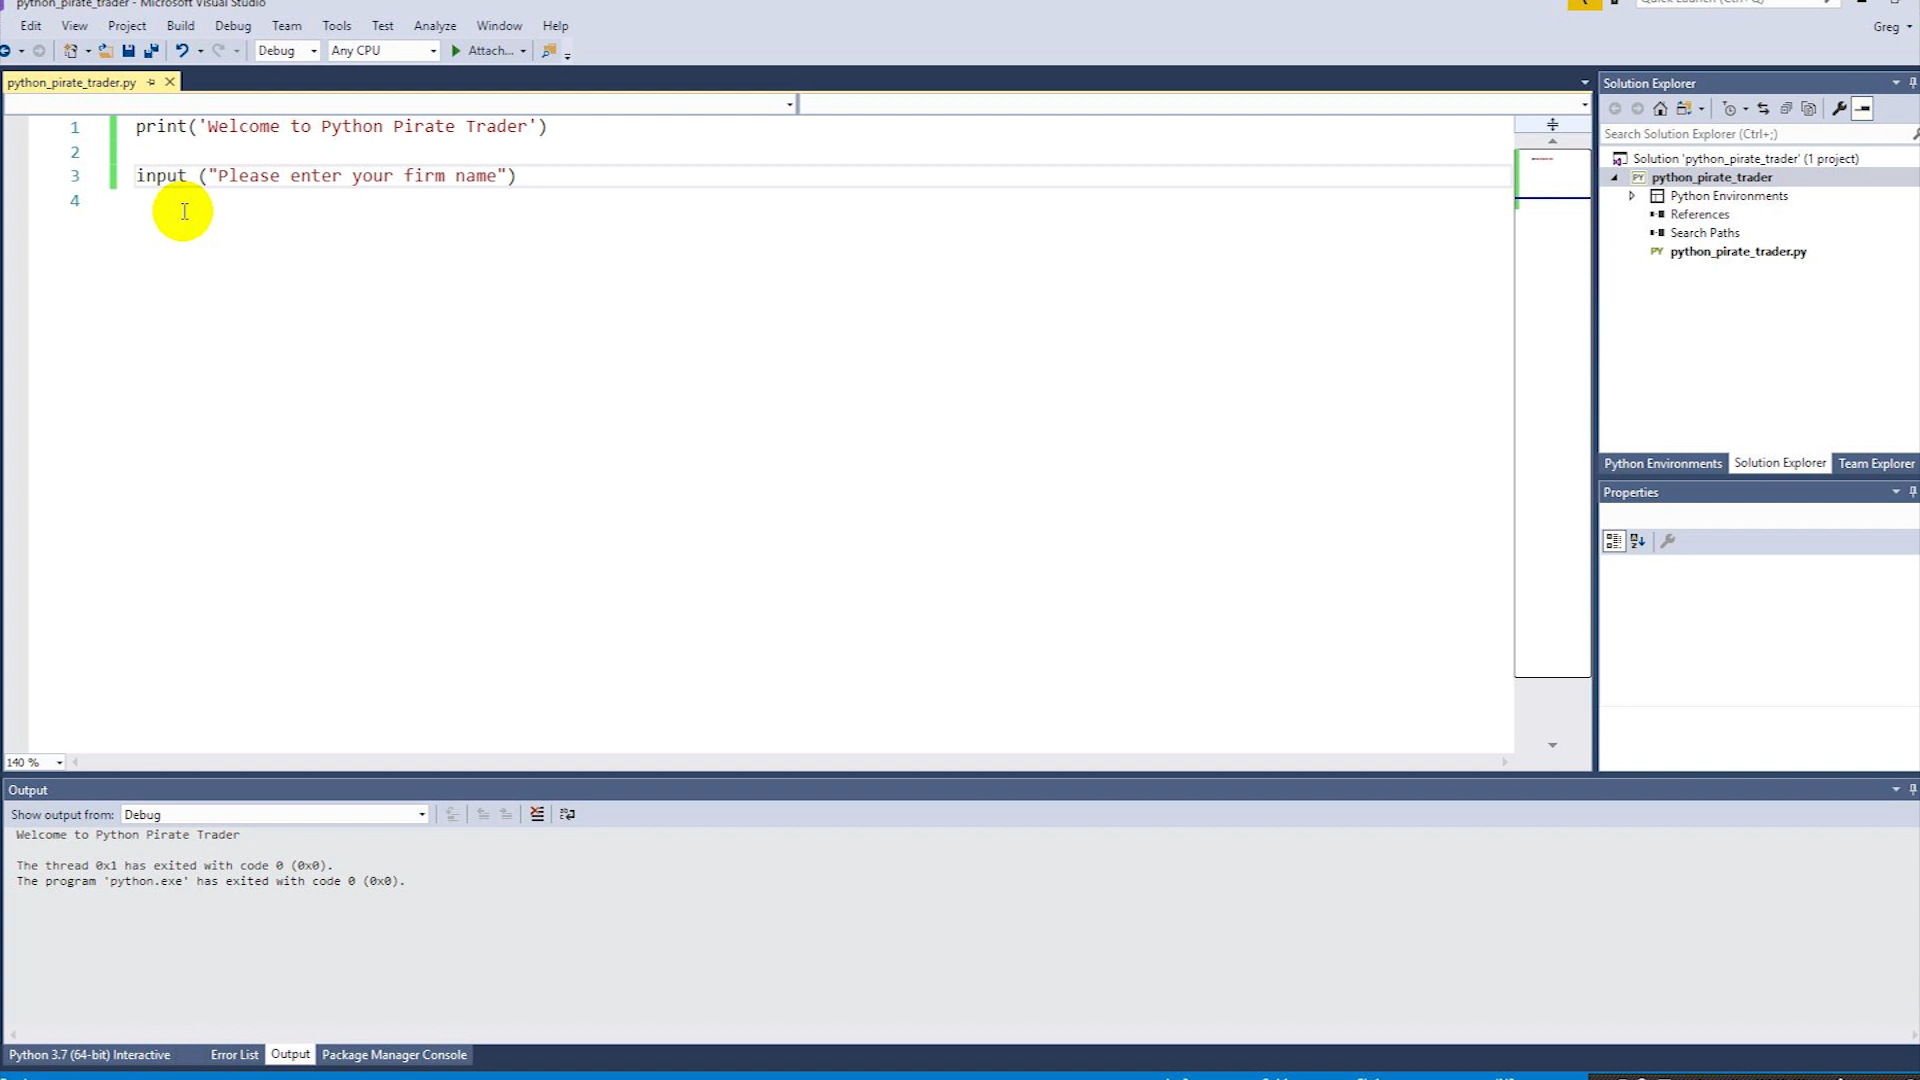 python_pirate_trader - Microsoft Visual Studio
Edit View Project Build Debug Team Tools Test Analyze Window Help
Greg
Debug Any CPU Attach...
python_pirate_trader.py
1 print('Welcome to Python Pirate Trader')
2
3 input ("Please enter your firm name")
4
140 %
Solution Explorer
Search Solution Explorer (Ctrl+;)
Solution 'python_pirate_trader' (1 project)
PY python_pirate_trader
Python Environments
References
Search Paths
PY python_pirate_trader.py
Python Environments Solution Explorer Team Explorer
Properties
Output
Show output from: Debug
Welcome to Python Pirate Trader
The thread 0x1 has exited with code 0 (0x0).
The program 'python.exe' has exited with code 0 (0x0).
Python 3.7 (64-bit) Interactive Error List Output Package Manager Console